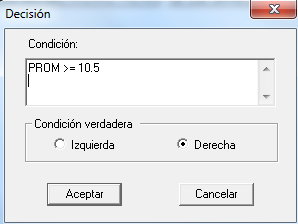 Decisión
Condición:
PROM >= 10.5
Condición verdadera
Izquierda
Derecha
Aceptar
Cancelar